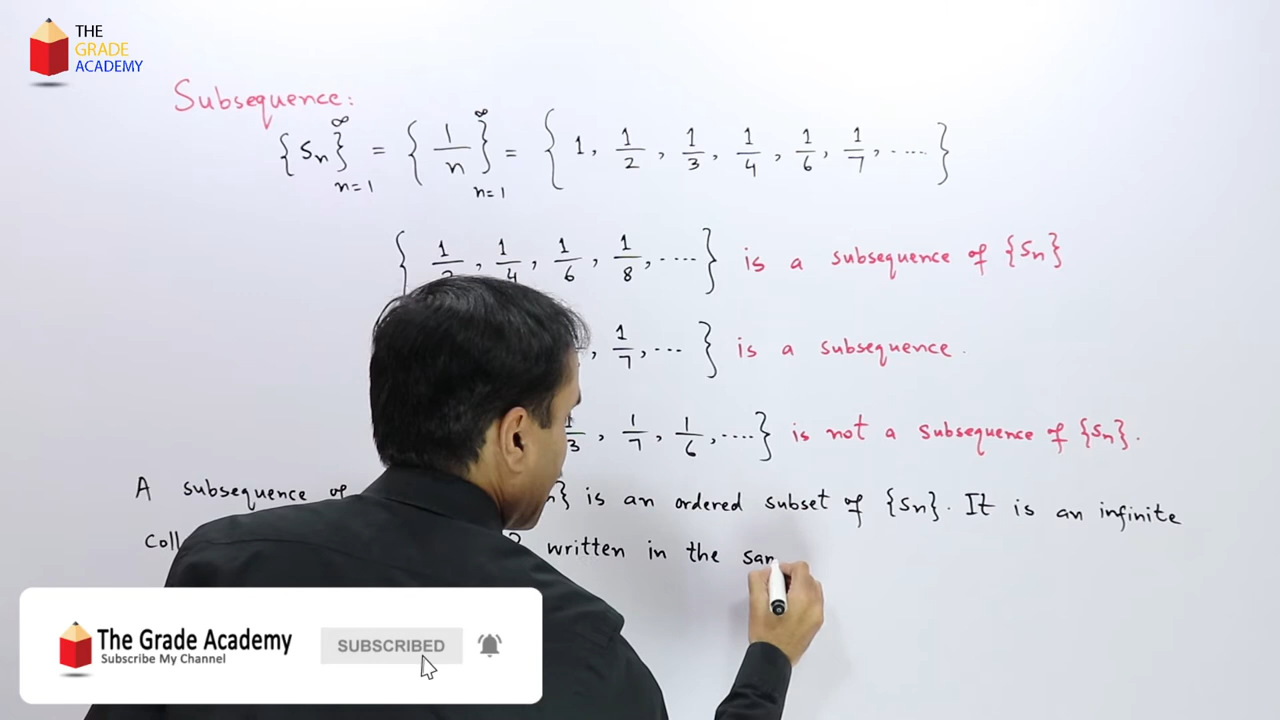 THE
GRADE
ACADEMY
Subsequence:
{Sn}^∞_{n=1} = {1/n}^∞_{n=1} = {1, 1/2, 1/3, 1/4, 1/6, 1/7, .....}
1/4, 1/6, 1/8, ....} is a subsequence of {Sn}
, 1/7, ... } is a subsequence.
, 1/7, 1/6, ....} is not a subsequence of {Sn}.
A subsequence of } is an ordered subset of {Sn}. It is an infinite
written in the
The Grade Academy
Subscribe My Channel
SUBSCRIBED